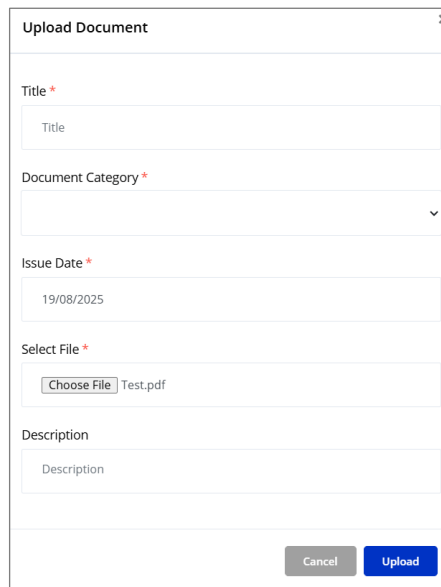 Upload Document
Title *
Title
Document Category *
Issue Date *
19/08/2025
Select File *
Choose File Test.pdf
Description
Description
Cancel Upload